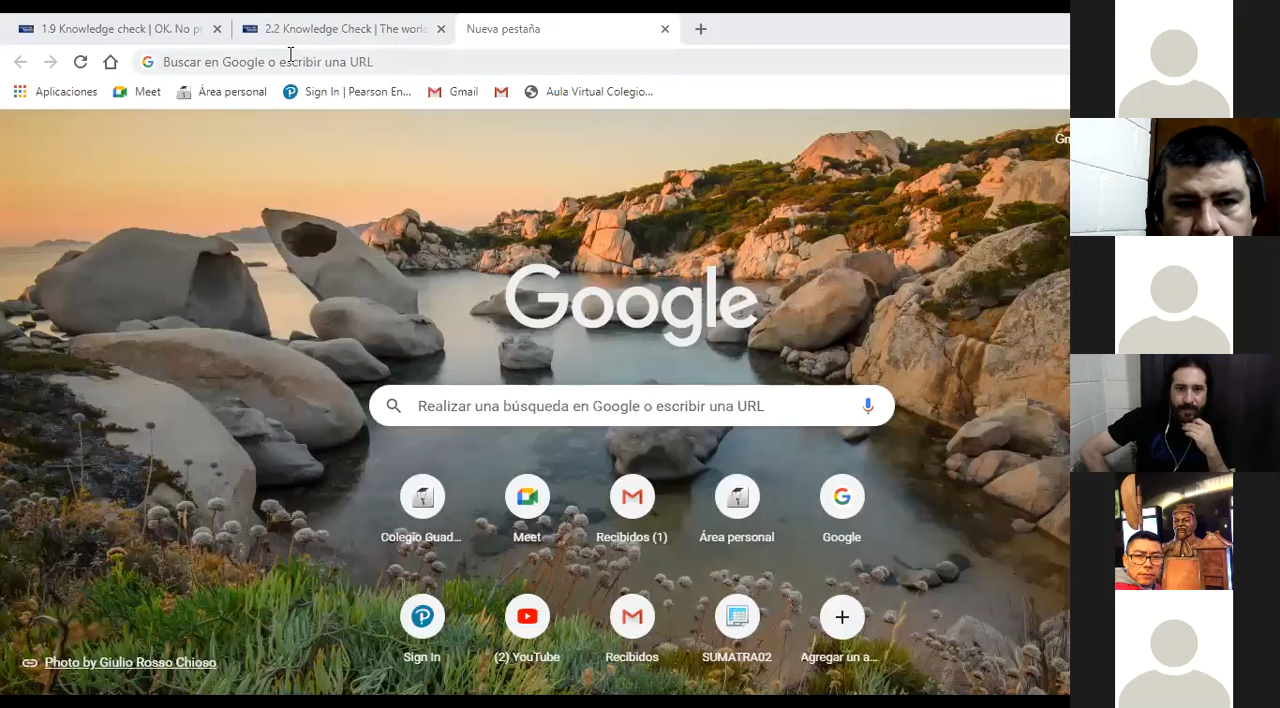 1.9 Knowledge check | OK. No pr
2.2 Knowledge Check | The world
Nueva pestaña
Buscar en Google o escribir una URL
Aplicaciones
Meet
Área personal
Sign In | Pearson En...
Gmail
Aula Virtual Colegio...
Gm
Google
Realizar una búsqueda en Google o escribir una URL
Colegio Guad...
Meet
Recibidos (1)
Área personal
Google
Sign In
(2) YouTube
Recibidos
SUMATRA02
Agregar un a...
Photo by Giulio Rosso Chioso